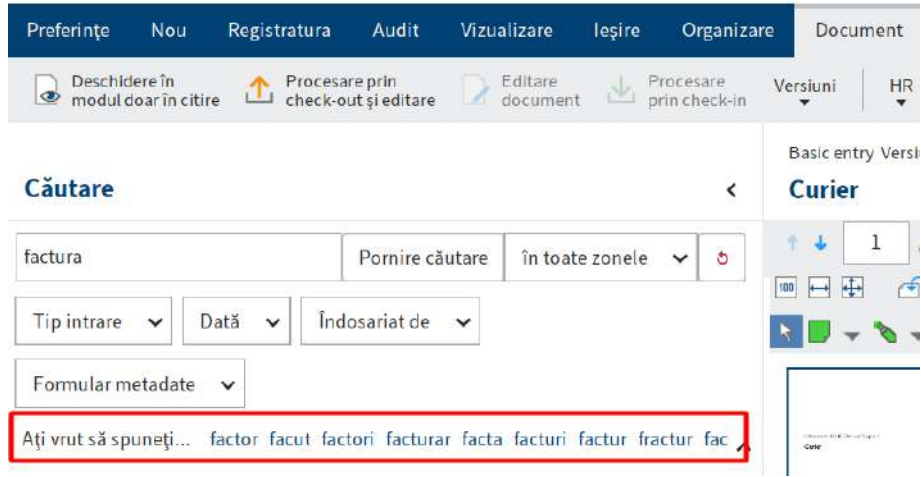 Preferințe Nou Registratura Audit Vizualizare Ieșire Organizare Document
Deschidere în modul doar în citire
Procesare prin check-out și editare
Editare document
Procesare prin check-in
Versiuni
HR
Căutare
factura Pornire căutare în toate zonele
Tip intrare Dată Îndosariat de
Formular metadate
Ați vrut să spuneți... factor facut factori facturar facta facturi factur fractur fac
Basic entry
Curier
1
100
Curier